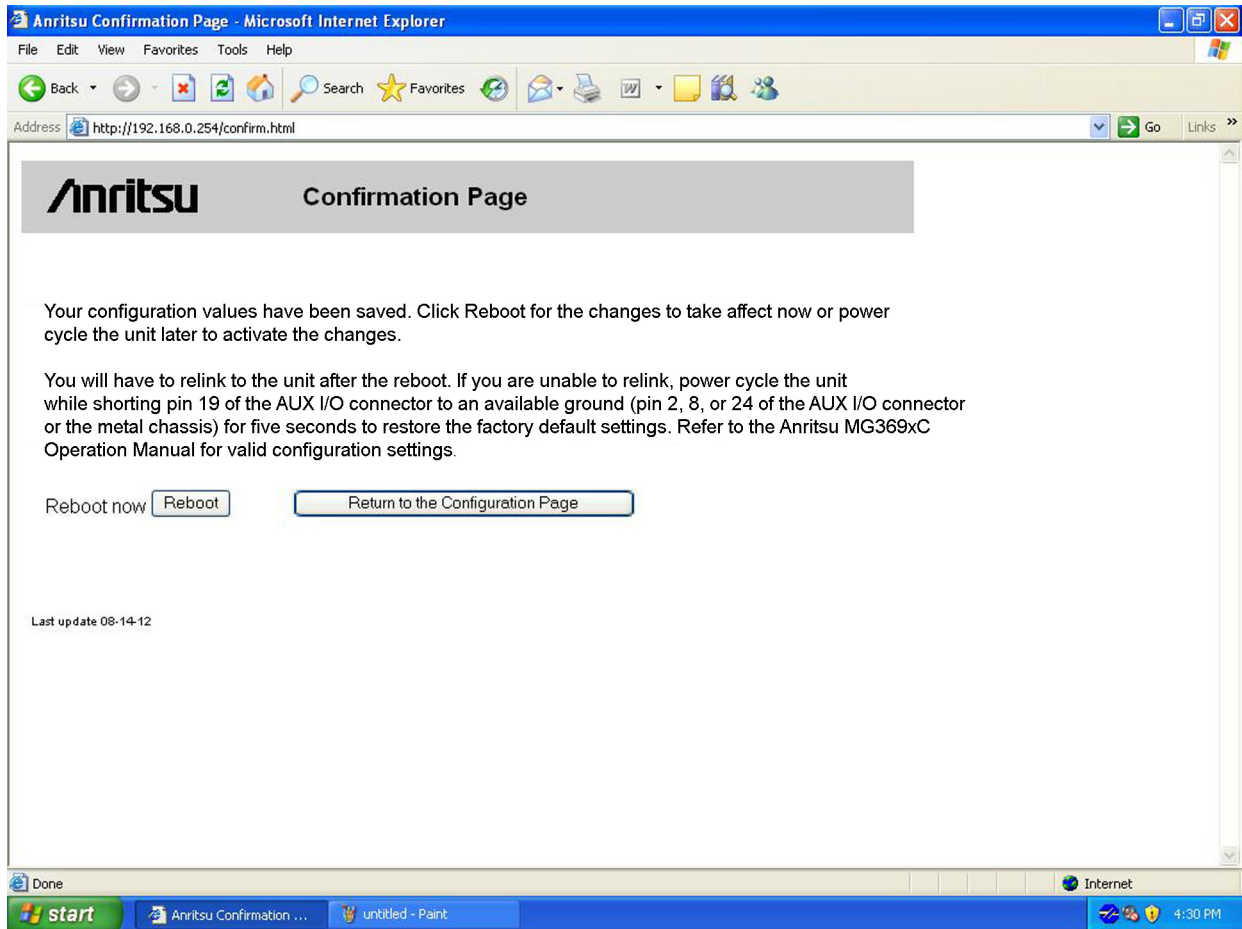 Anritsu Confirmation Page - Microsoft Internet Explorer
File Edit View Favorites Tools Help
Back Search Favorites
Address http://192.168.0.254/confirm.html Go Links »
Anritsu Confirmation Page
Your configuration values have been saved. Click Reboot for the changes to take affect now or power
cycle the unit later to activate the changes.
You will have to relink to the unit after the reboot. If you are unable to relink, power cycle the unit
while shorting pin 19 of the AUX I/O connector to an available ground (pin 2, 8, or 24 of the AUX I/O connector
or the metal chassis) for five seconds to restore the factory default settings. Refer to the Anritsu MG369xC
Operation Manual for valid configuration settings.
Reboot now Reboot Return to the Configuration Page
Last update 08-14-12
Done Internet
start Anritsu Confirmation ... untitled - Paint 4:30 PM